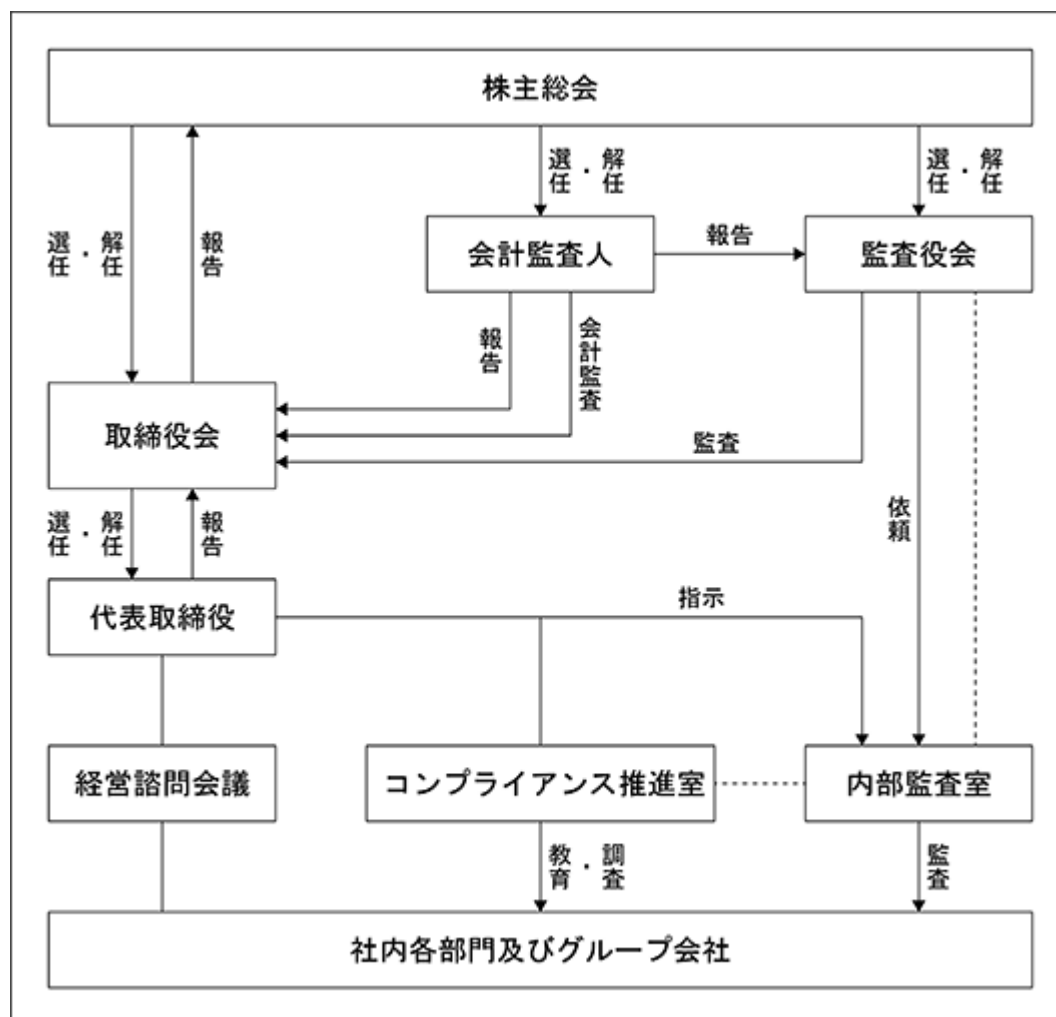 株主総会
選任・解任
選任・解任
選任・解任
報告
会計監査人
報告
監査役会
報告
会計監査
取締役会
監査
選任・解任
報告
依頼
代表取締役
指示
経営諮問会議
コンプライアンス推進室
内部監査室
教育・調査
監査
社内各部門及びグループ会社